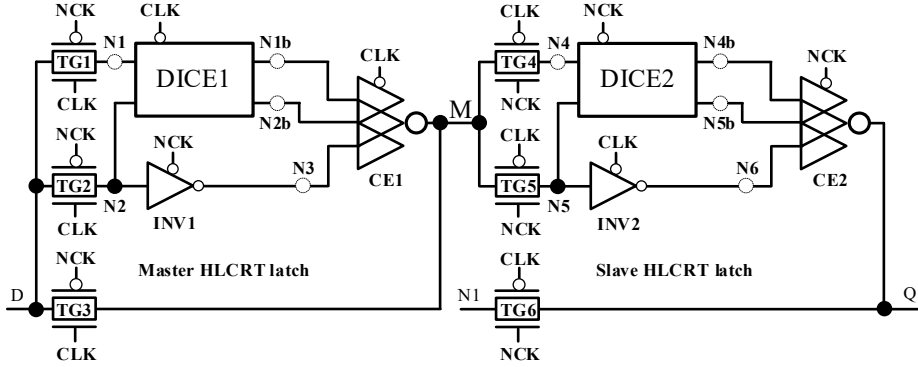 NCK CLK CLK NCK
N1 N1b CLK N4 N4b NCK
TG1 DICE1 TG4 DICE2
CLK N2b M NCK N5b
NCK NCK CLK CLK
N3 N6
TG2 CE1 TG5 CE2
N2 INV1 N5 INV2
CLK NCK
NCK CLK
Master HLCRT latch Slave HLCRT latch
D N1 Q
TG3 TG6
CLK NCK